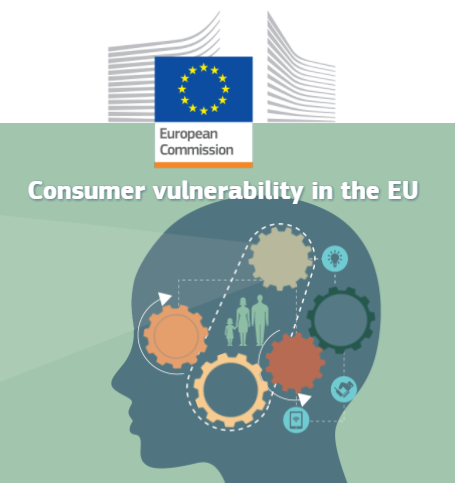 European
Commission
Consumer vulnerability in the EU